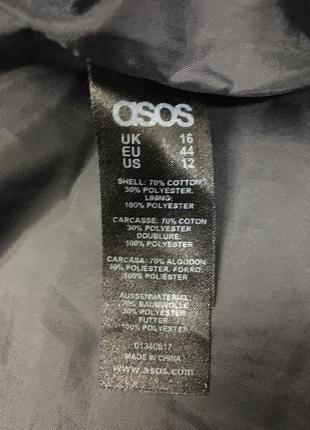 asos
UK 16
EU 44
US 12
SHELL: 70% COTTON
30% POLYESTER.
LINING:
100% POLYESTER
CARCASSE: 70% COTON
30% POLYESTER
DOUBLURE:
100% POLYESTER
CARCASA: 70% ALGODON
30% POLIESTER. FORRO:
100% POLIÉSTER
AUSSENMATERIAL:
70% BAUMWOLLE
30% POLYESTER
FUTTER
100% POLYESTER
01340817
MADE IN CHINA
www.asos.com